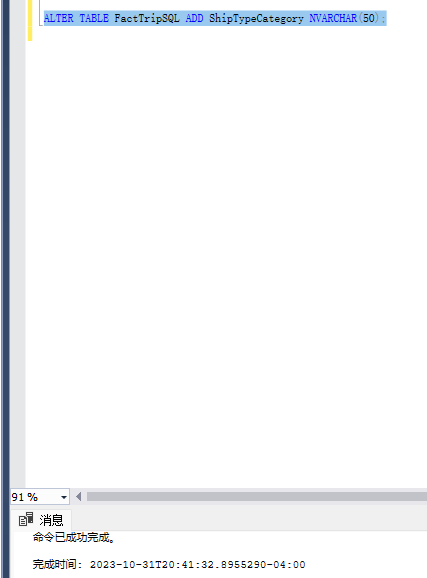 ALTER TABLE FactTripSQL ADD ShipTypeCategory NVARCHAR(50);
91 %
消息
命令已成功完成。
完成时间: 2023-10-31T20:41:32.8955290-04:00